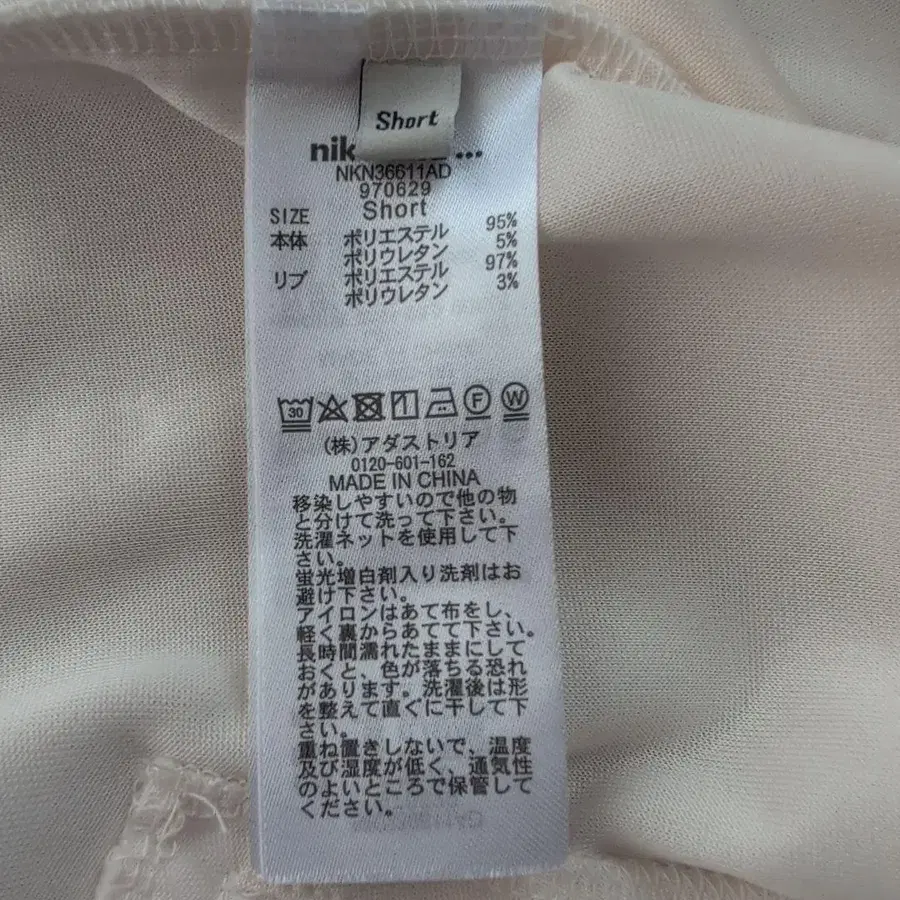 Short
nik ...
NKN36611AD
970629
SIZE Short
本体 ポリエステル 95%
ポリウレタン 5%
リブ ポリエステル 97%
ポリウレタン 3%
30 F W
(株)アダストリア
0120-601-162
MADE IN CHINA
移染しやすいので他の物
と分けて洗って下さい。
洗濯ネットを使用して下
さい。
蛍光増白剤入り洗剤はお
避け下さい。
アイロンはあて布をし、
軽く裏からあてて下さい。
長時間濡れたままにして
おくと、色が落ちる恐れ
があります。洗濯後は形
を整えて直ぐに干して下
さい。
重ね置きしないで、温度
及び湿度が低く、通気性
のよいところで保管して
ください。